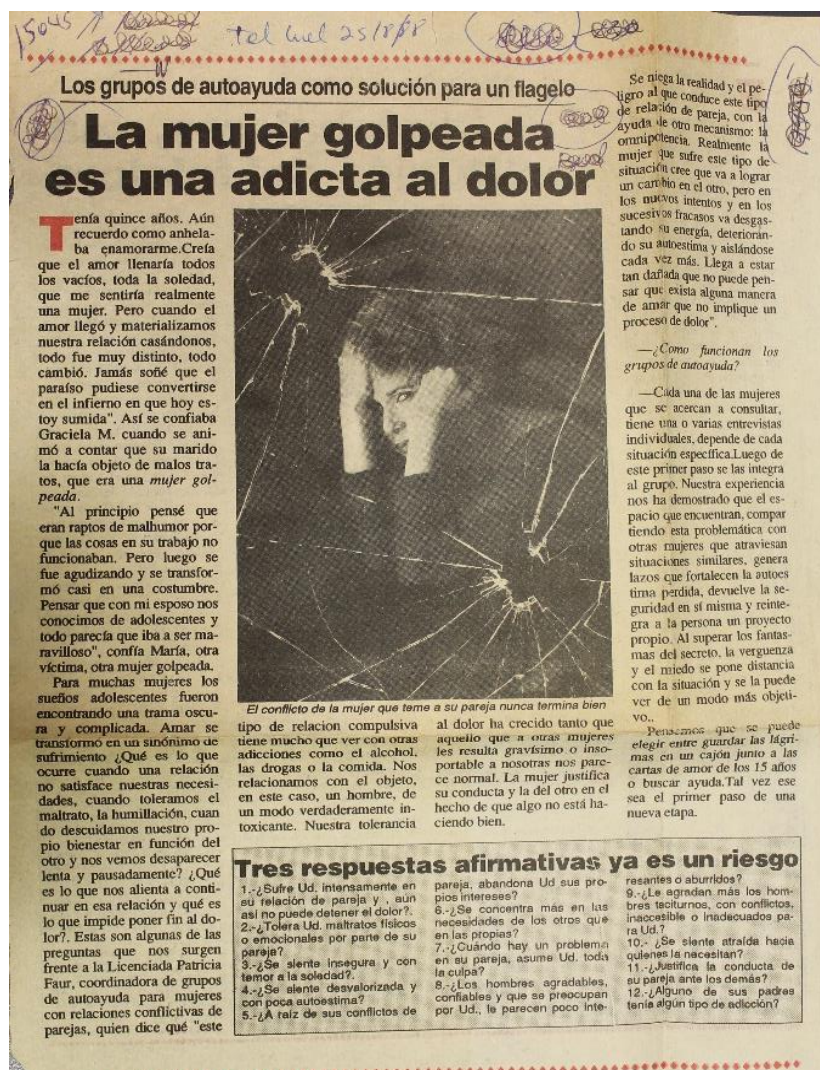 15045
tal cual 25/8/88
Los grupos de autoayuda como solución para un flagelo
La mujer golpeada
es una adicta al dolor
Tenía quince años. Aún
recuerdo como anhela-
ba enamorarme.Creía
que el amor llenaría todos
los vacíos, toda la soledad,
que me sentiría realmente
una mujer. Pero cuando el
amor llegó y materializamos
nuestra relación casándonos,
todo fue muy distinto, todo
cambió. Jamás soñé que el
paraíso pudiese convertirse
en el infierno en que hoy es-
toy sumida". Así se confiaba
Graciela M. cuando se ani-
mó a contar que su marido
la hacía objeto de malos tra-
tos, que era una mujer gol-
peada.
"Al principio pensé que
eran raptos de malhumor por-
que las cosas en su trabajo no
funcionaban. Pero luego se
fue agudizando y se transfor-
mó casi en una costumbre.
Pensar que con mi esposo nos
conocimos de adolescentes y
todo parecía que iba a ser ma-
ravilloso", confía María, otra
víctima, otra mujer golpeada.
Para muchas mujeres los
sueños adolescentes fueron
encontrando una trama oscu-
ra y complicada. Amar se
transformó en un sinónimo de
sufrimiento ¿Qué es lo que
ocurre cuando una relación
no satisface nuestras necesi-
dades, cuando toleramos el
maltrato, la humillación, cuan
do descuidamos nuestro pro-
pio bienestar en función del
otro y nos vemos desaparecer
lenta y pausadamente? ¿Qué
es lo que nos alienta a conti-
nuar en esa relación y qué es
lo que impide poner fin al do-
lor?. Estas son algunas de las
preguntas que nos surgen
frente a la Licenciada Patricia
Faur, coordinadora de grupos
de autoayuda para mujeres
con relaciones conflictivas de
parejas, quien dice qué "este
El conflicto de la mujer que teme a su pareja nunca termina bien
tipo de relacion compulsiva
tiene mucho que ver con otras
adicciones como el alcohol,
las drogas o la comida. Nos
relacionamos con el objeto,
en este caso, un hombre, de
un modo verdaderamente in-
toxicante. Nuestra tolerancia
al dolor ha crecido tanto que
aquello que a otras mujeres
les resulta gravísimo o inso-
portable a nosotras nos pare-
ce normal. La mujer justifica
su conducta y la del otro en el
hecho de que algo no está ha-
ciendo bien.
Se niega la realidad y el pe-
ligro al que conduce este tipo
de relación de pareja, con la
ayuda de otro mecanismo: la
omnipotencia. Realmente la
mujer que sufre este tipo de
situación cree que va a lograr
un cambio en el otro, pero en
los nuevos intentos y en los
sucesivos fracasos va desgas-
tando su energía, deteriorán-
do su autoestima y aislándose
cada vez más. Llega a estar
tan dañada que no puede pen-
sar que exista alguna manera
de amar que no implique un
proceso de dolor".
—¿Como funcionan los
grupos de autoayuda?
—Cada una de las mujeres
que se acercan a consultar,
tiene una o varias entrevistas
individuales, depende de cada
situación específica.Luego de
este primer paso se las integra
al grupo. Nuestra experiencia
nos ha demostrado que el es-
pacio que encuentran, compar
tiendo esta problemática con
otras mujeres que atraviesan
situaciones similares, genera
lazos que fortalecen la autoes
tima perdida, devuelve la se-
guridad en sí misma y reinte-
gra a la persona un proyecto
propio. Al superar los fantas-
mas del secreto, la verguenza
y el miedo se pone distancia
con la situación y se la puede
ver de un modo más objeti-
vo..
Pensemos que se puede
elegir entre guardar las lágri-
mas en un cajón junto a las
cartas de amor de los 15 años
o buscar ayuda.Tal vez ese
sea el primer paso de una
nueva etapa.
Tres respuestas afirmativas ya es un riesgo
1.-¿Sufre Ud. intensamente en
su relación de pareja y , aun
asi no puede detener el dolor?.
2.-¿Tolera Ud. maltratos físicos
o emocionales por parte de su
pareja?
3.-¿Se siente insegura y con
temor a la soledad?.
4.-¿Se siente desvalorizada y
con poca autoestima?
5.-¿A raíz de sus conflictos de
pareja, abandona Ud sus pro-
pios intereses?
6.-¿Se concentra más en las
necesidades de los otros que
en las propias?
7.-¿Cuándo hay un problema
en su pareja, asume Ud. toda
la culpa?
8.-¿Los hombres agradables,
confiables y que se preocupan
por Ud., le parecen poco inte-
resantes o aburridos?
9.-¿Le agradan más los hom-
bres taciturnos, con conflictos,
inaccesible o inadecuados pa-
ra Ud.?
10.- ¿Se siente atraída hacia
quienes la necesitan?
11.-¿Justifica la conducta de
su pareja ante los demás?
12.-¿Alguno de sus padres
tenía algún tipo de adicción?